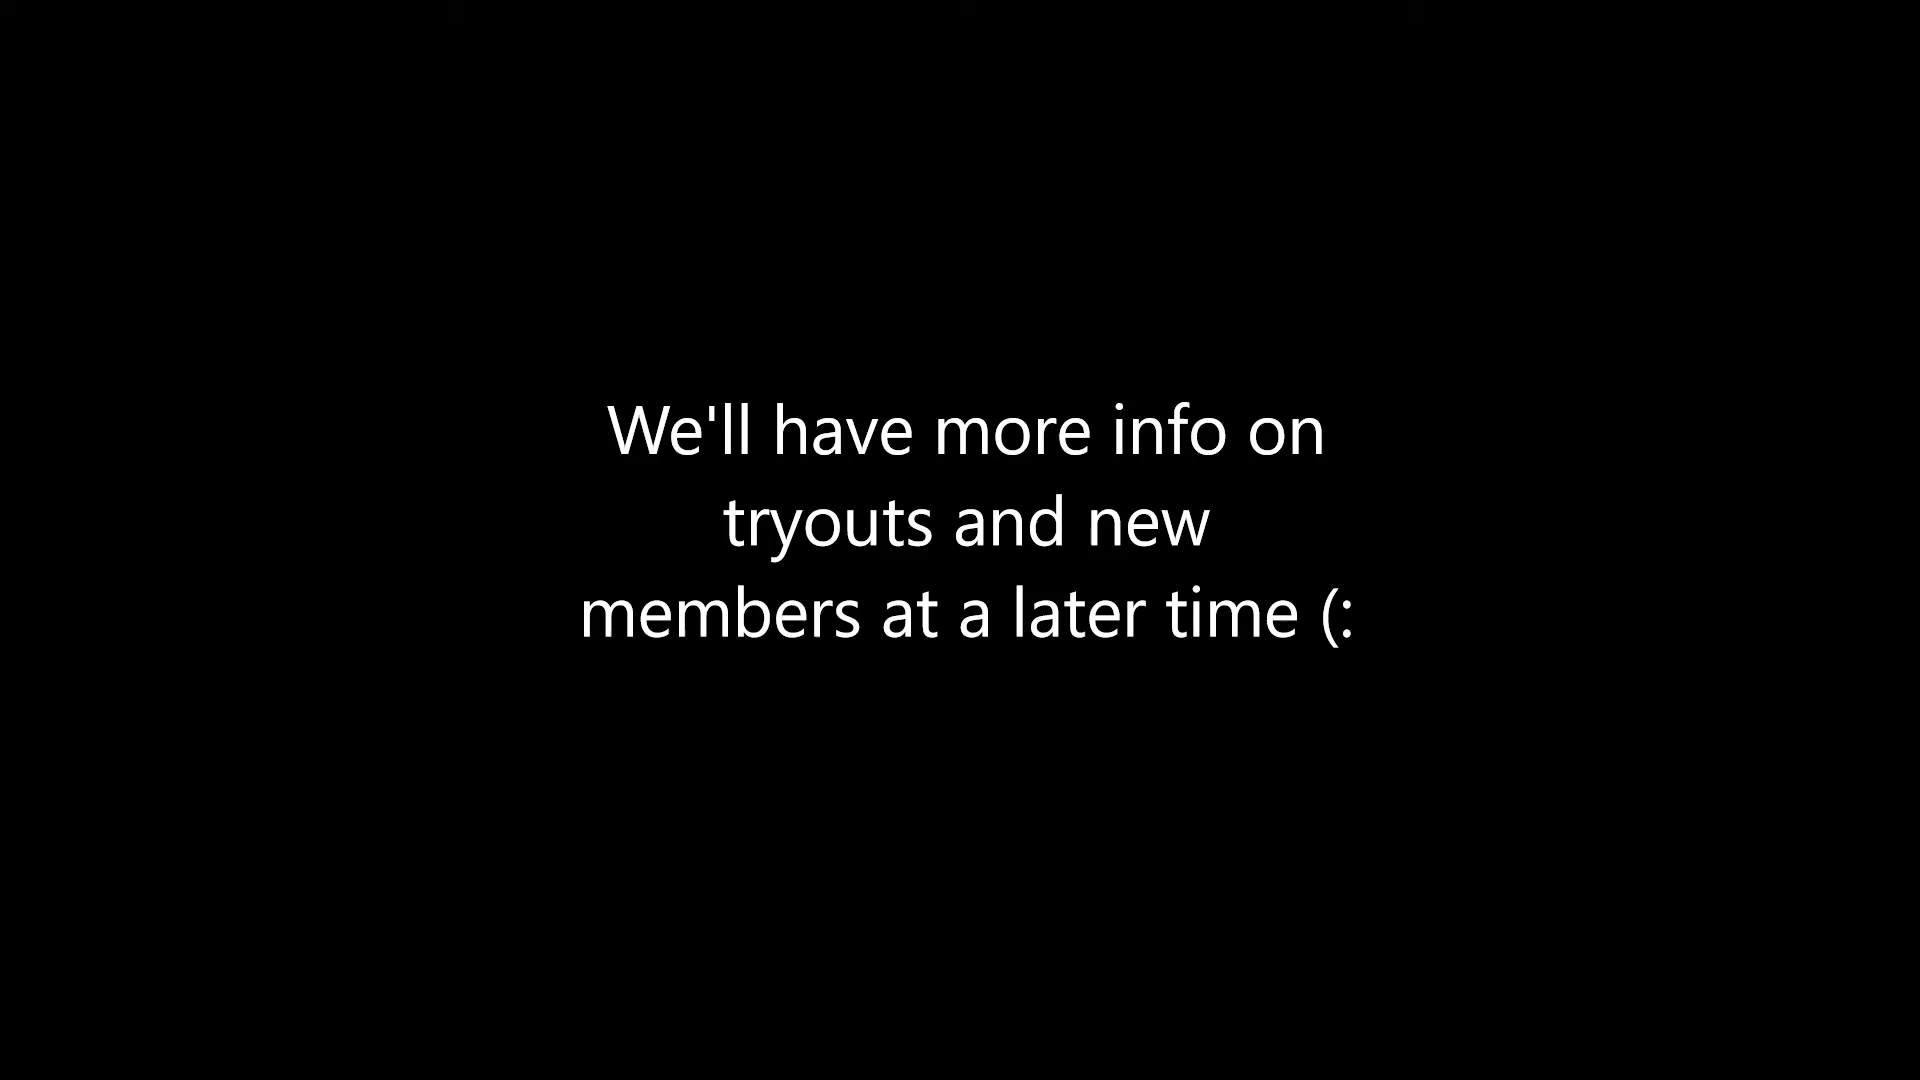 We'll have more info on
tryouts and new
members at a later time (: